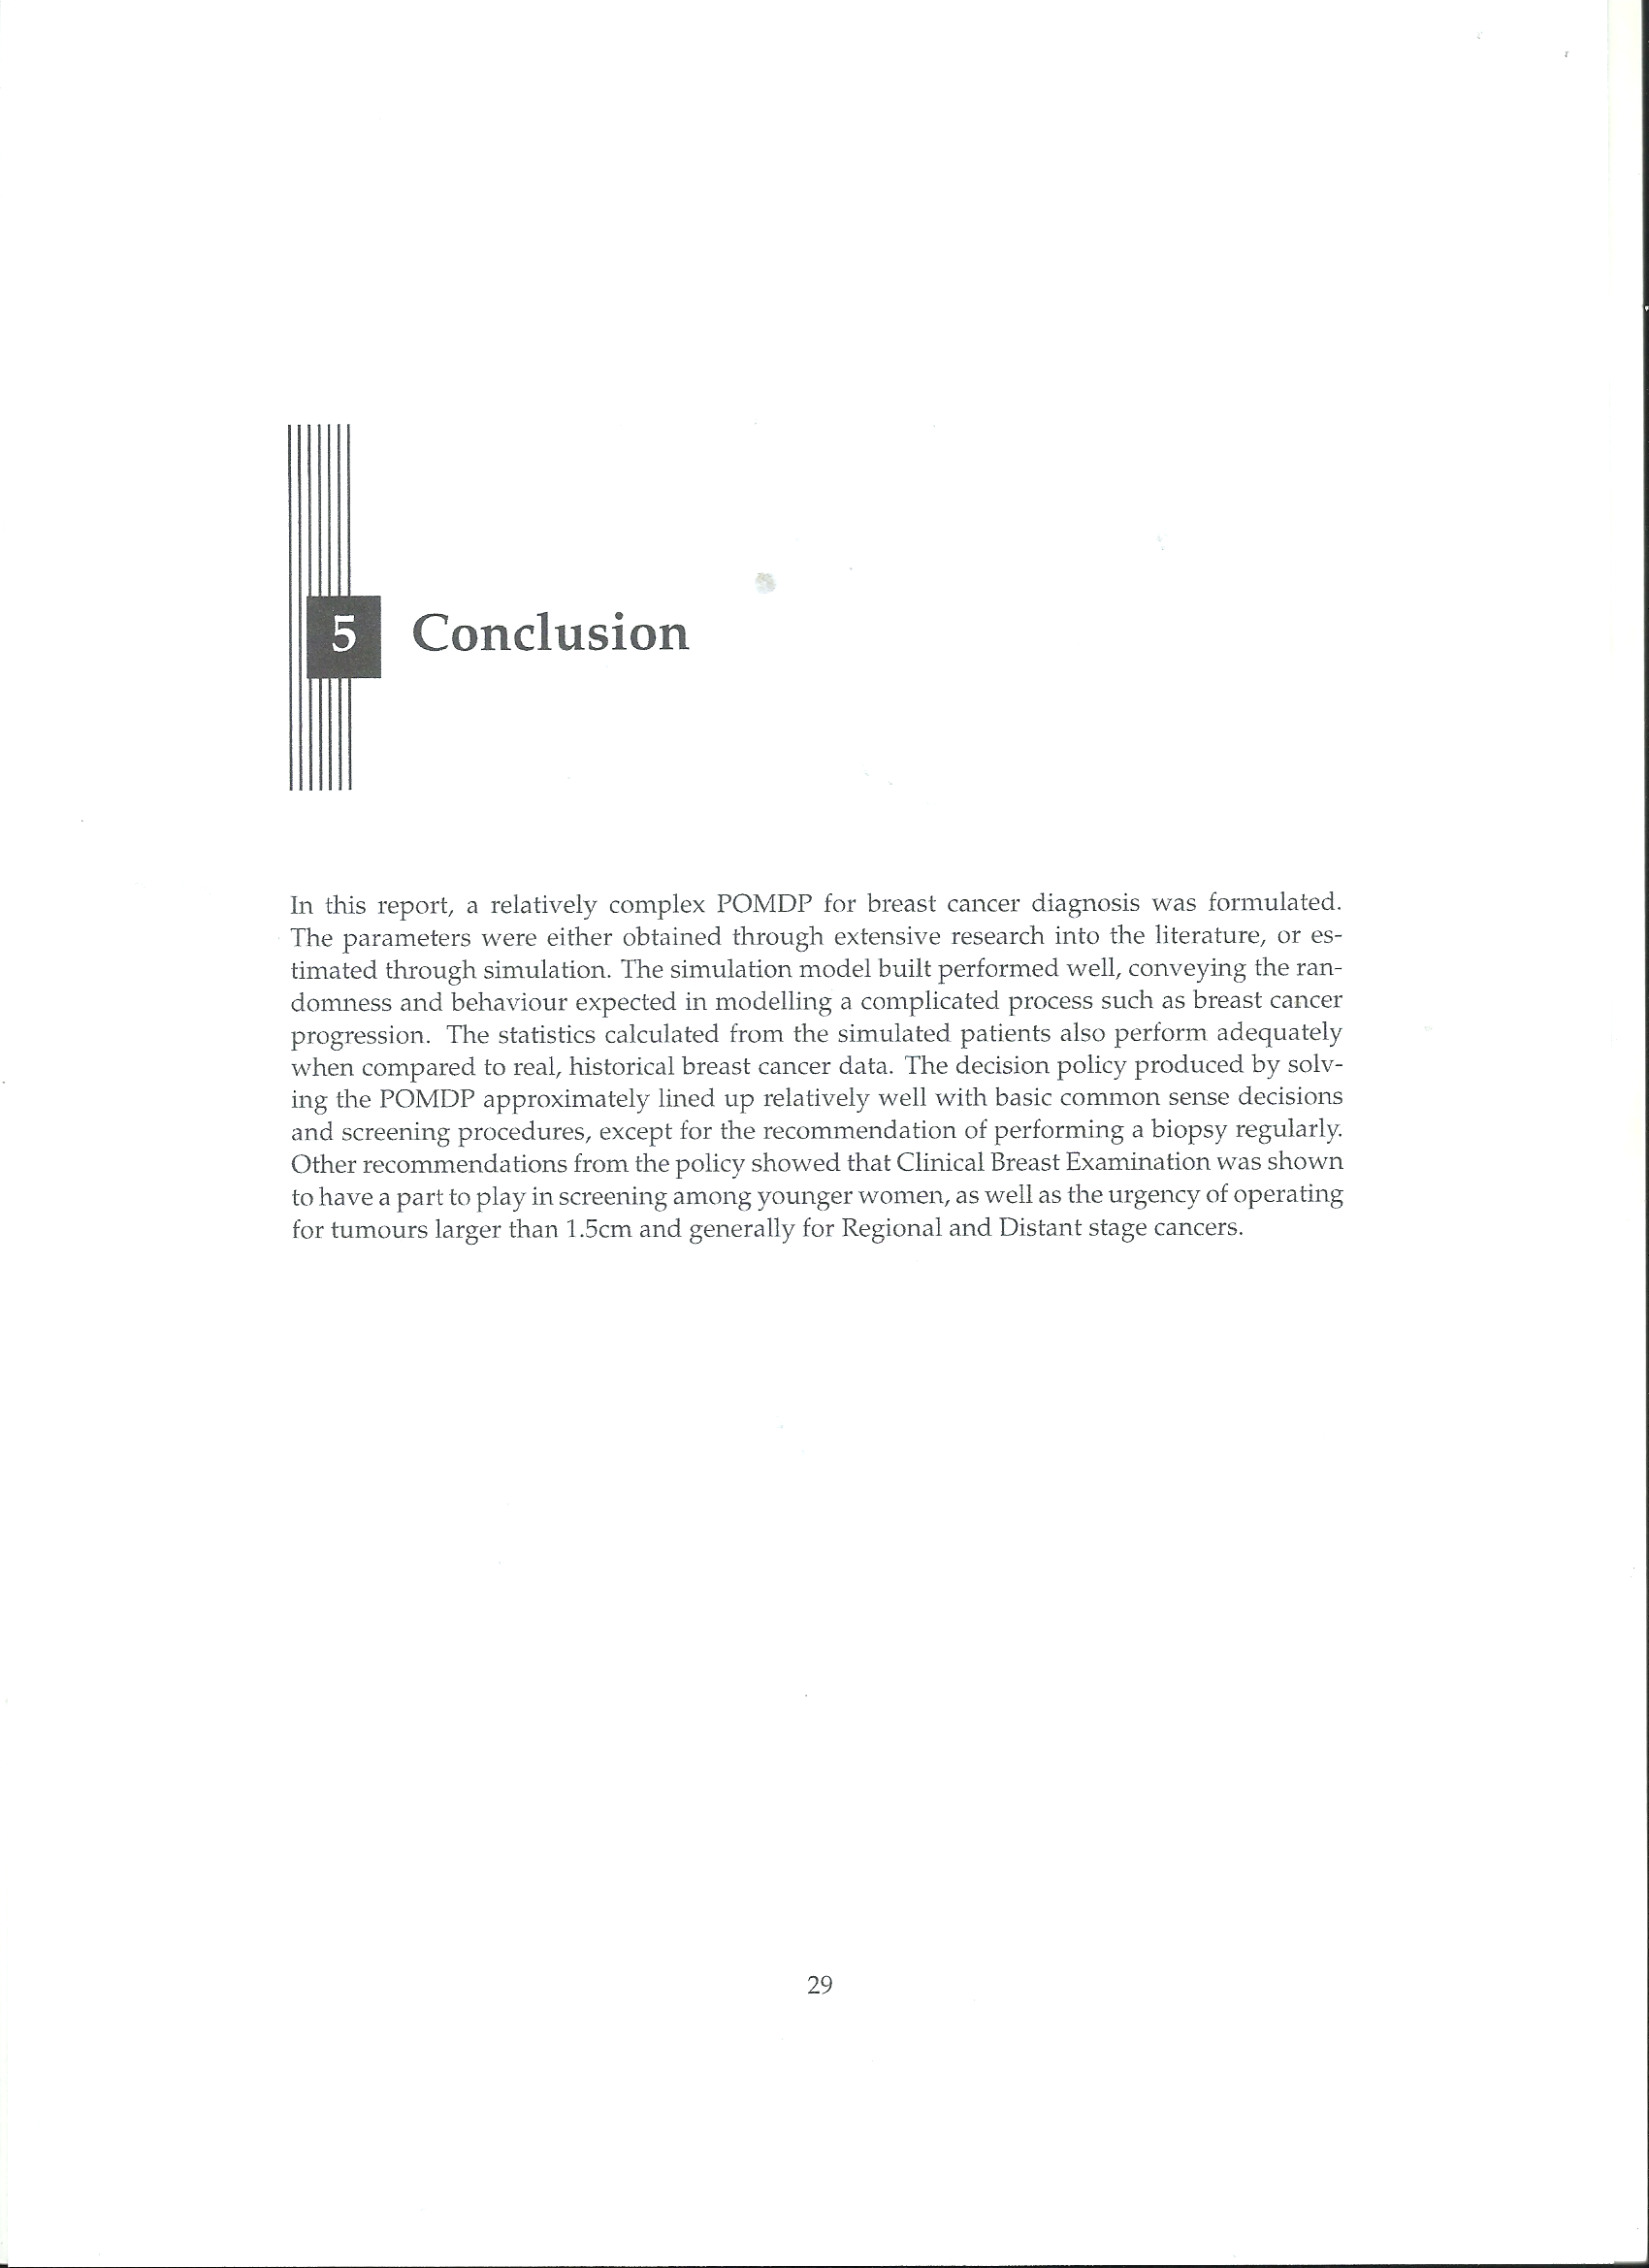 5 Conclusion
In this report, a relatively complex POMDP for breast cancer diagnosis was formulated.
The parameters were either obtained through extensive research into the literature, or es-
timated through simulation. The simulation model built performed well, conveying the ran-
domness and behaviour expected in modelling a complicated process such as breast cancer
progression. The statistics calculated from the simulated patients also perform adequately
when compared to real, historical breast cancer data. The decision policy produced by solv-
ing the POMDP approximately lined up relatively well with basic common sense decisions
and screening procedures, except for the recommendation of performing a biopsy regularly.
Other recommendations from the policy showed that Clinical Breast Examination was shown
to have a part to play in screening among younger women, as well as the urgency of operating
for tumours larger than 1.5cm and generally for Regional and Distant stage cancers.
29